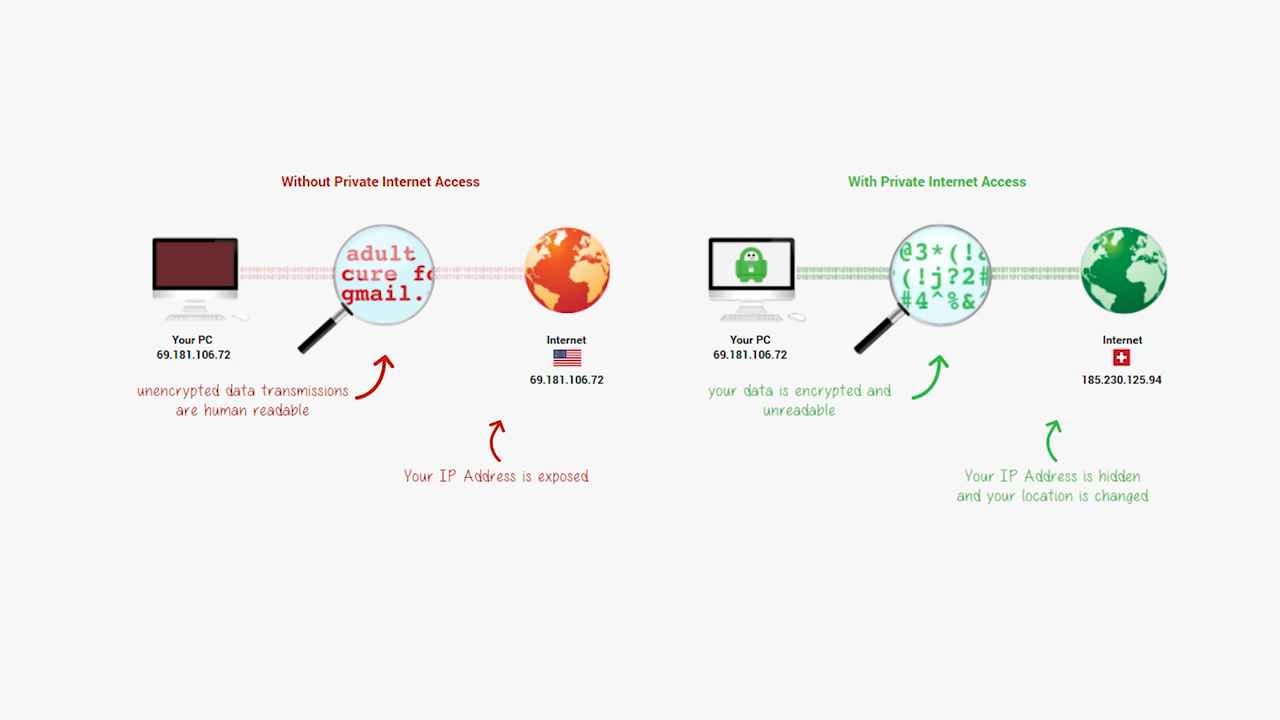 Without Private Internet Access
adult
cure fo
gmail.
Your PC
69.181.106.72
Internet
69.181.106.72
unencrypted data transmissions
are human readable
Your IP Address is exposed
With Private Internet Access
@3*(!&
(!j?2#
#4^%&
Your PC
69.181.106.72
Internet
185.230.125.94
your data is encrypted and
unreadable
Your IP Address is hidden
and your location is changed